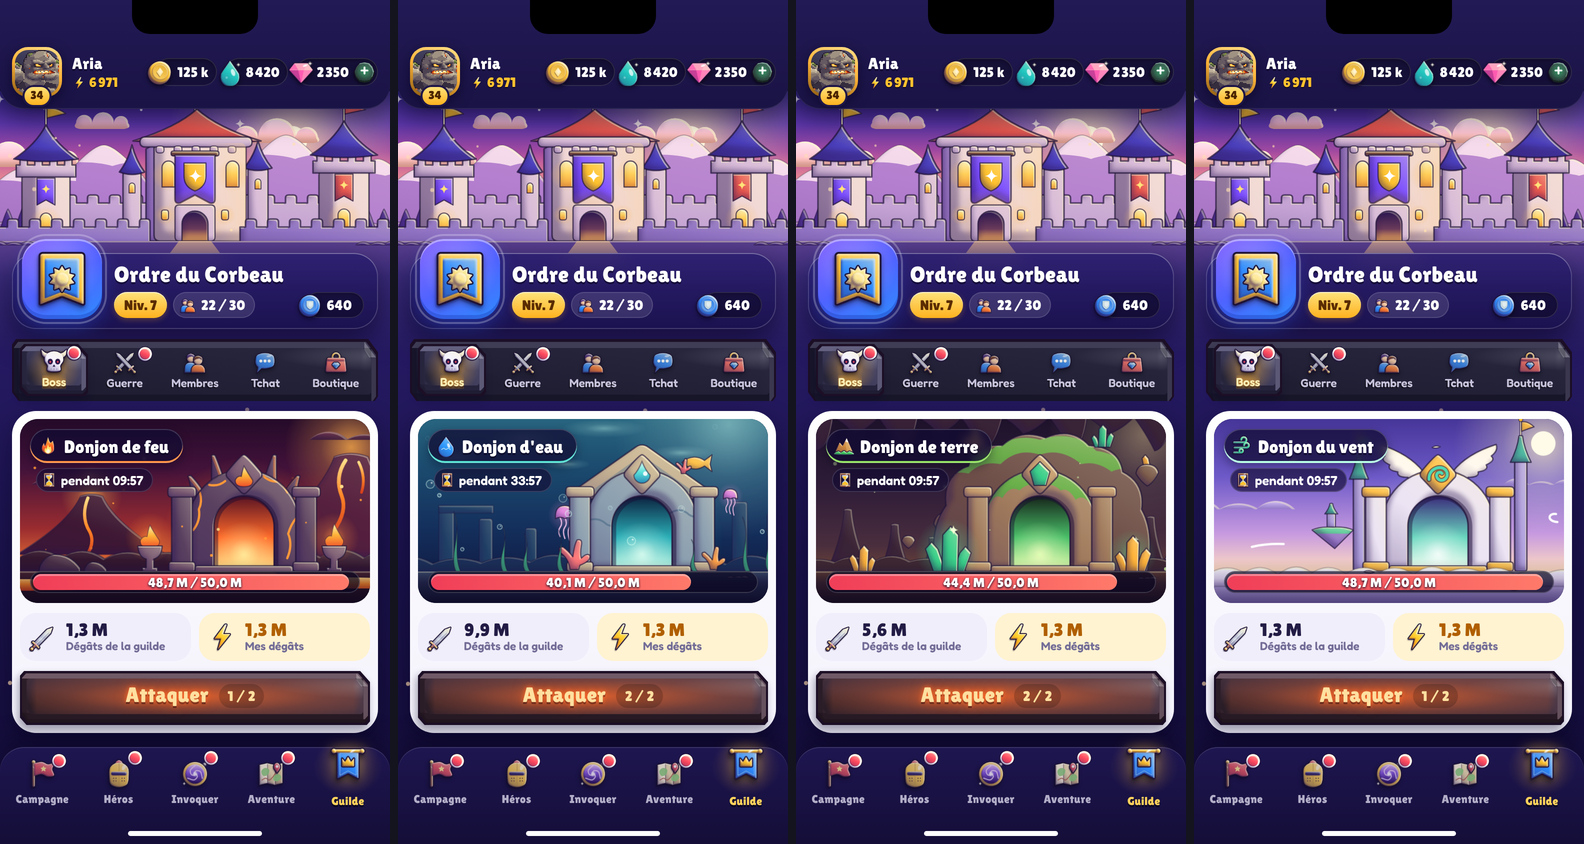 Aria
6971
34
125 k
8420
2350
+
Ordre du Corbeau
Niv. 7
22 / 30
640
Boss
Guerre
Membres
Tchat
Boutique
Donjon de feu
pendant 09:57
48,7 M / 50,0 M
1,3 M
Dégâts de la guilde
1,3 M
Mes dégâts
Attaquer 1 / 2
Campagne
Héros
Invoquer
Aventure
Guilde
Aria
6971
34
125 k
8420
2350
+
Ordre du Corbeau
Niv. 7
22 / 30
640
Boss
Guerre
Membres
Tchat
Boutique
Donjon d'eau
pendant 33:57
40,1 M / 50,0 M
9,9 M
Dégâts de la guilde
1,3 M
Mes dégâts
Attaquer 2 / 2
Campagne
Héros
Invoquer
Aventure
Guilde
Aria
6971
34
125 k
8420
2350
+
Ordre du Corbeau
Niv. 7
22 / 30
640
Boss
Guerre
Membres
Tchat
Boutique
Donjon de terre
pendant 09:57
44,4 M / 50,0 M
5,6 M
Dégâts de la guilde
1,3 M
Mes dégâts
Attaquer 2 / 2
Campagne
Héros
Invoquer
Aventure
Guilde
Aria
6971
34
125 k
8420
2350
+
Ordre du Corbeau
Niv. 7
22 / 30
640
Boss
Guerre
Membres
Tchat
Boutique
Donjon du vent
pendant 09:57
48,7 M / 50,0 M
1,3 M
Dégâts de la guilde
1,3 M
Mes dégâts
Attaquer 1 / 2
Campagne
Héros
Invoquer
Aventure
Guilde